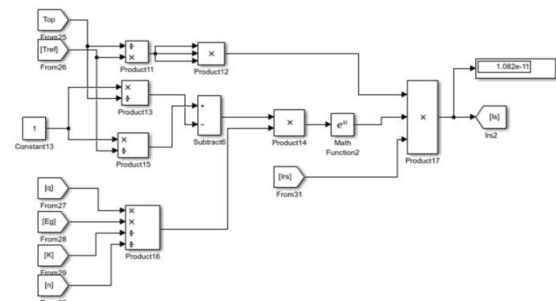 Top
From25
[Tref]
From26
÷
×
Product11
×
Product12
×
÷
Product13
1
Constant13
×
÷
Product15
+
−
Subtract6
×
Product14
eᵘ
Math
Function2
×
Product17
1.082e-11
[Is]
Irs2
[Irs]
From31
[q]
From27
[Eg]
From28
[K]
From29
[n]
×
×
÷
÷
Product16